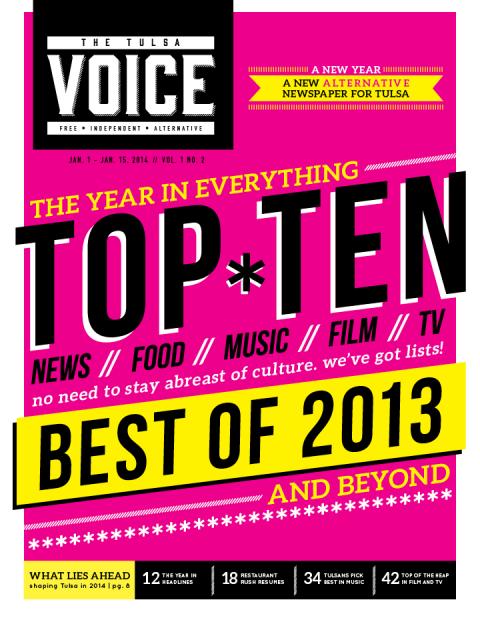 THE TULSA
VOICE
FREE • INDEPENDENT • ALTERNATIVE
JAN. 1 - JAN. 15, 2014 // VOL. 1 NO. 2
A NEW YEAR
A NEW ALTERNATIVE
NEWSPAPER FOR TULSA
THE YEAR IN EVERYTHING
TOP*TEN
NEWS // FOOD // MUSIC // FILM // TV
no need to stay abreast of culture. we've got lists!
BEST OF 2013
AND BEYOND
WHAT LIES AHEAD
shaping Tulsa in 2014 | pg. 8
12 THE YEAR IN
HEADLINES
18 RESTAURANT
RUSH RESUMES
34 TULSANS PICK
BEST IN MUSIC
42 TOP OF THE HEAP
IN FILM AND TV